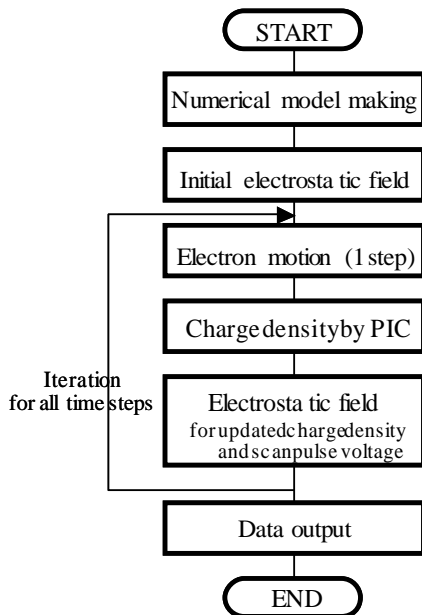 START
Numerical model making
Initial electrostatic field
Electron motion (1 step)
Charge density by PIC
Iteration
for all time steps
Electrostatic field
for updated charge density
and scan pulse voltage
Data output
END